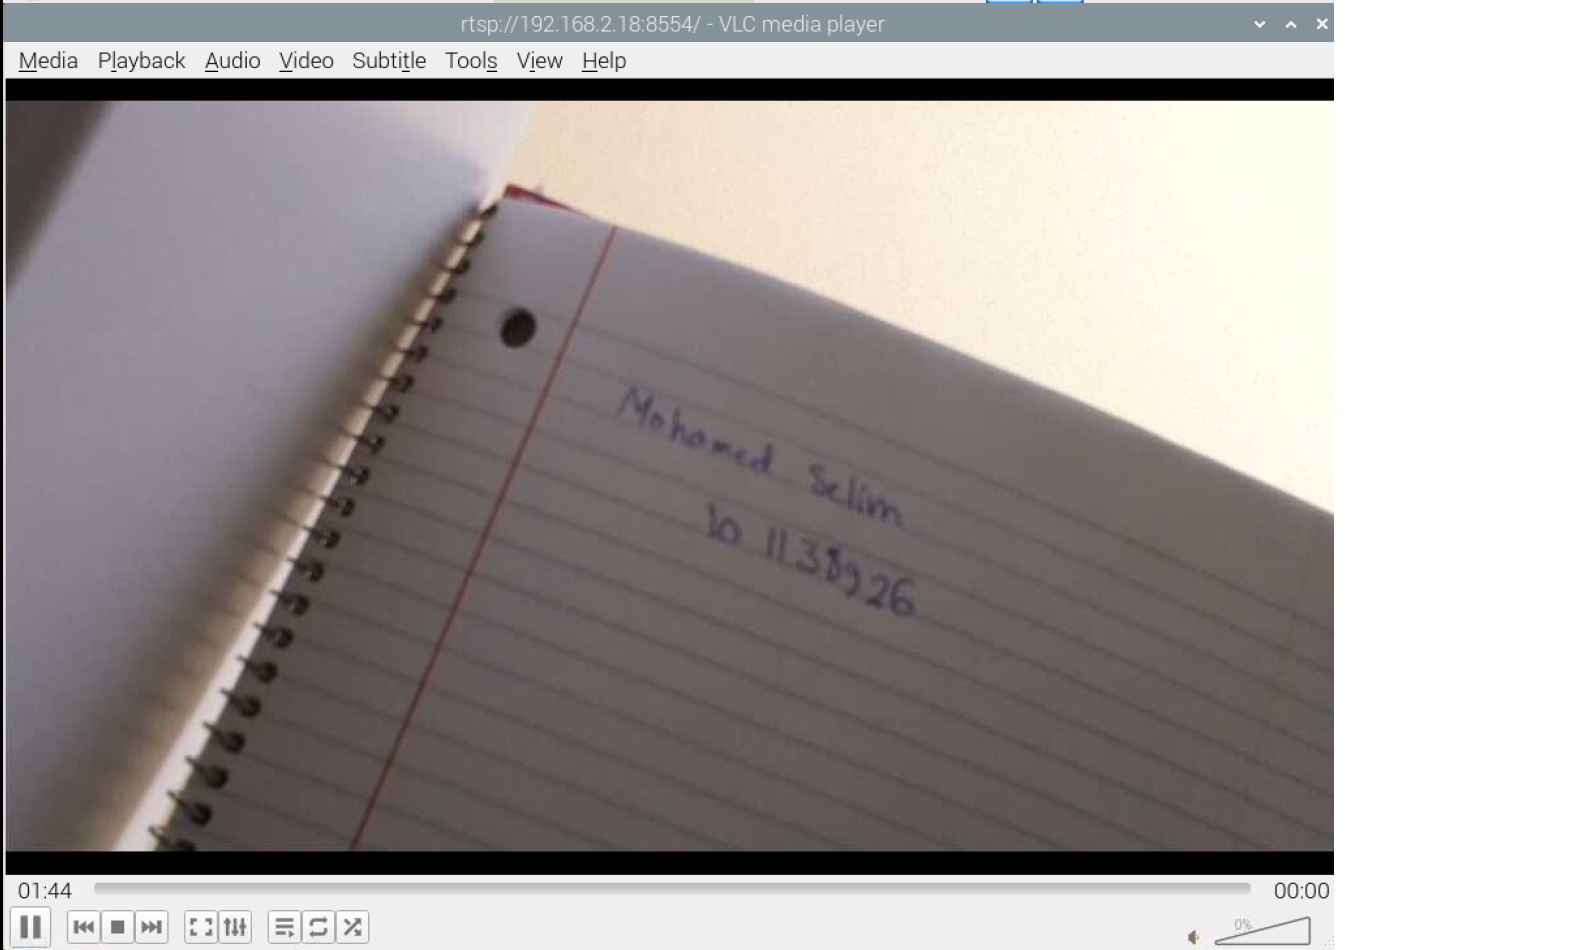 rtsp://192.168.2.18:8554/ - VLC media player
Media Playback Audio Video Subtitle Tools View Help
Mohamed Selim
10 1138926
01:44
00:00
0%